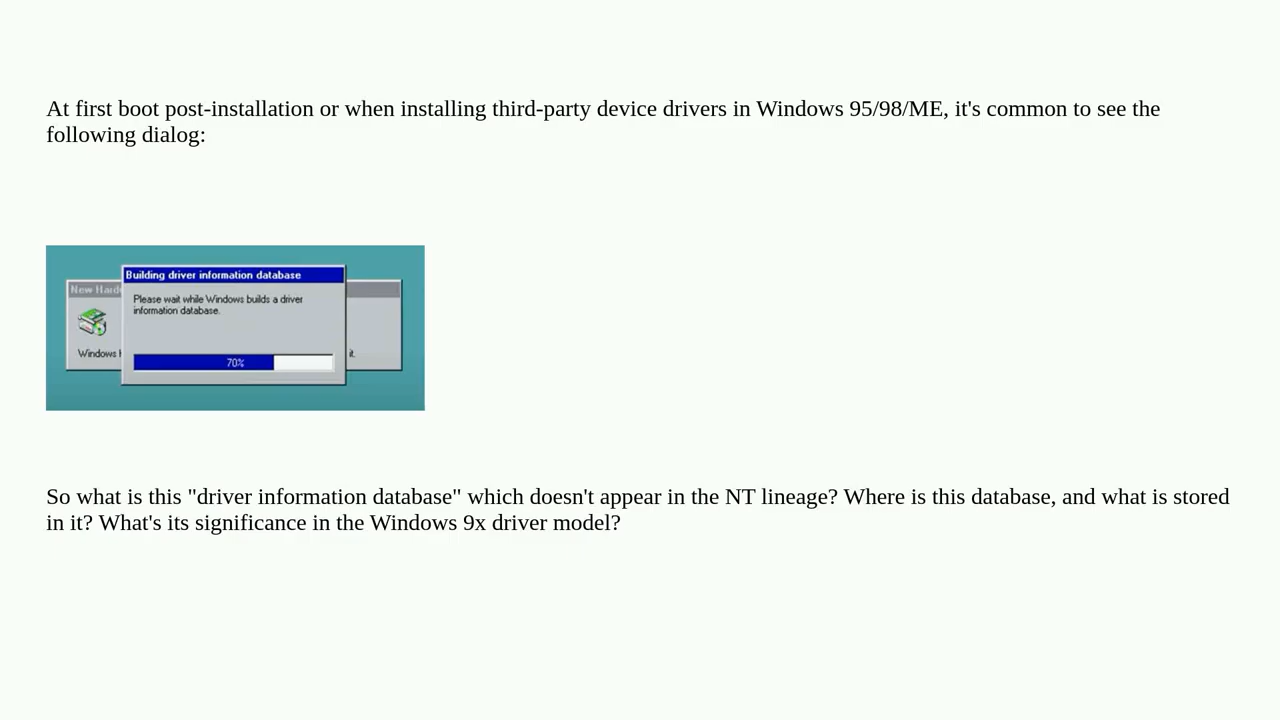 At first boot post-installation or when installing third-party device drivers in Windows 95/98/ME, it's common to see the
following dialog:
Building driver information database
New Hard
Please wait while Windows builds a driver
information database.
Windows h
it.
70%
So what is this "driver information database" which doesn't appear in the NT lineage? Where is this database, and what is stored
in it? What's its significance in the Windows 9x driver model?